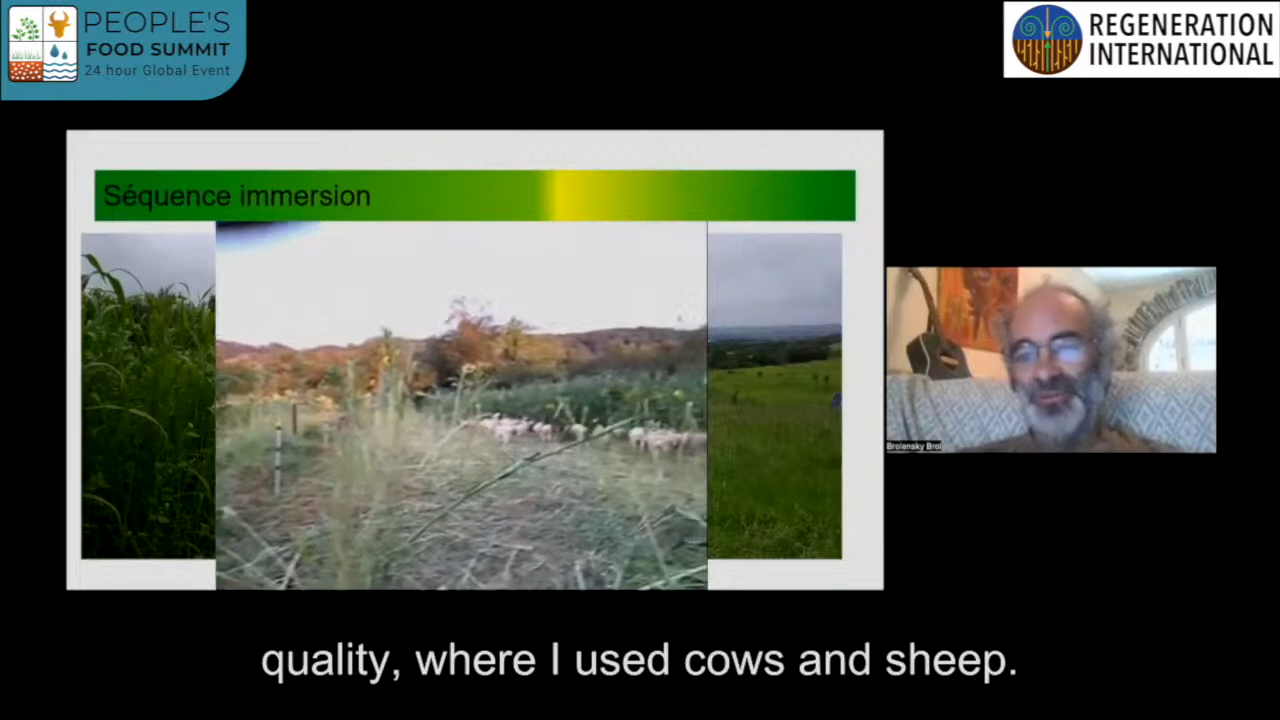 PEOPLE'S
FOOD SUMMIT
24 hour Global Event
REGENERATION
INTERNATIONAL
Séquence immersion
Brolensky Brol
quality, where I used cows and sheep.